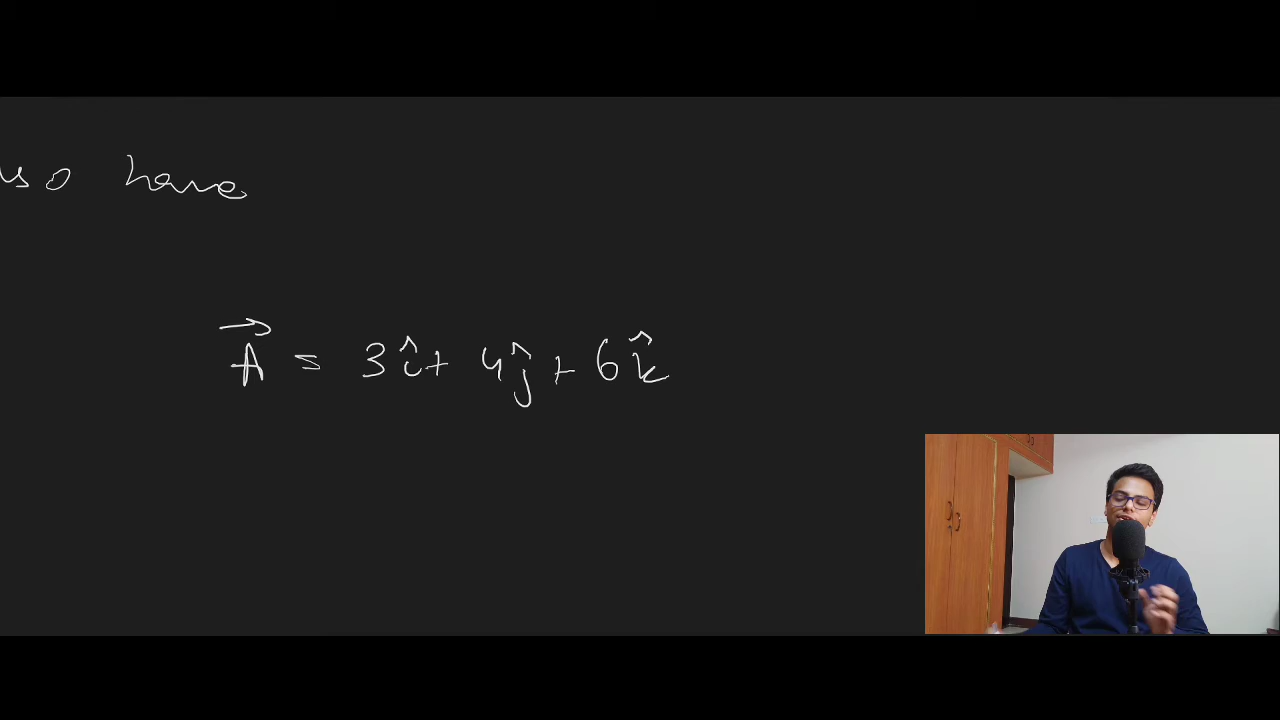 have
A⃗ = 3î + 4ĵ + 6k̂